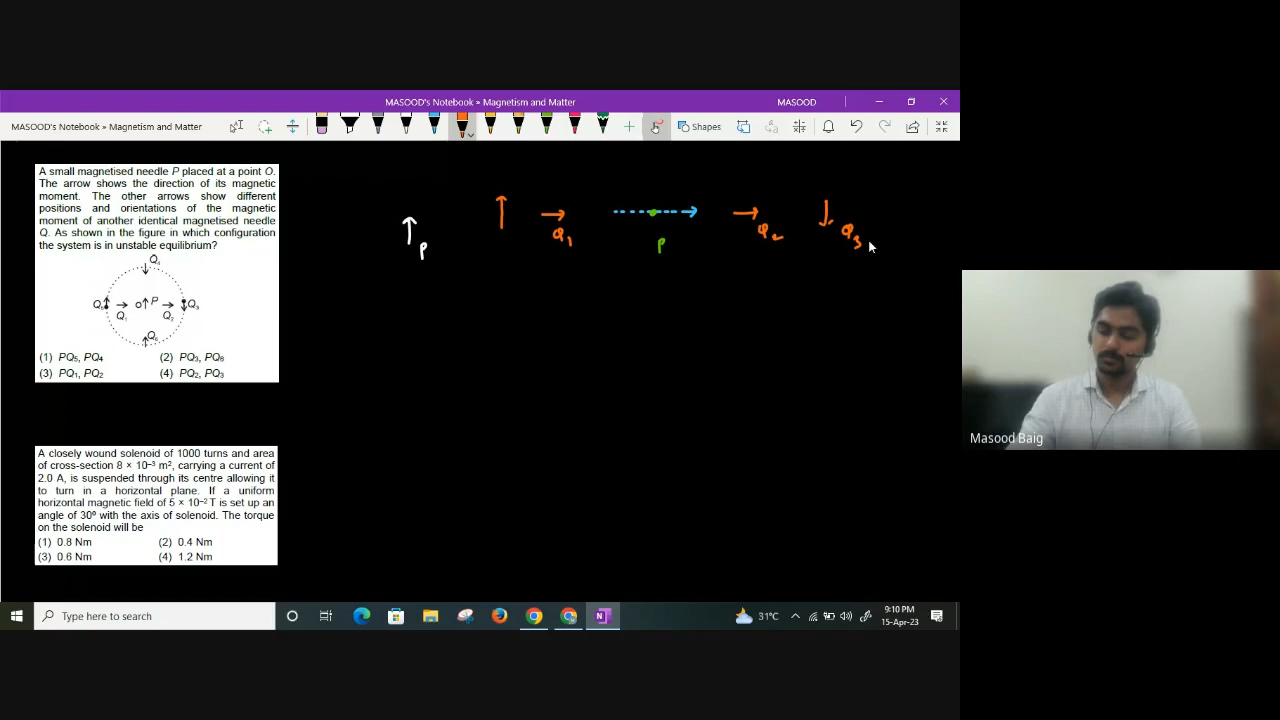 MASOOD's Notebook » Magnetism and Matter
MASOOD
MASOOD's Notebook » Magnetism and Matter
Shapes
A small magnetised needle P placed at a point O.
The arrow shows the direction of its magnetic
moment. The other arrows show different
positions and orientations of the magnetic
moment of another identical magnetised needle
Q. As shown in the figure in which configuration
the system is in unstable equilibrium?
Q₄
O P
Q₁ Q₂ Q₃
(1) PQ₅, PQ₄ (2) PQ₃, PQ₆
(3) PQ₁, PQ₂ (4) PQ₂, PQ₃
P
Q₁
P
Q₂
Q₃
A closely wound solenoid of 1000 turns and area
of cross-section 8 × 10⁻³ m², carrying a current of
2.0 A, is suspended through its centre allowing it
to turn in a horizontal plane. If a uniform
horizontal magnetic field of 5 × 10⁻² T is set up an
angle of 30º with the axis of solenoid. The torque
on the solenoid will be
(1) 0.8 Nm (2) 0.4 Nm
(3) 0.6 Nm (4) 1.2 Nm
Masood Baig
Type here to search
31°C
9:10 PM
15-Apr-23